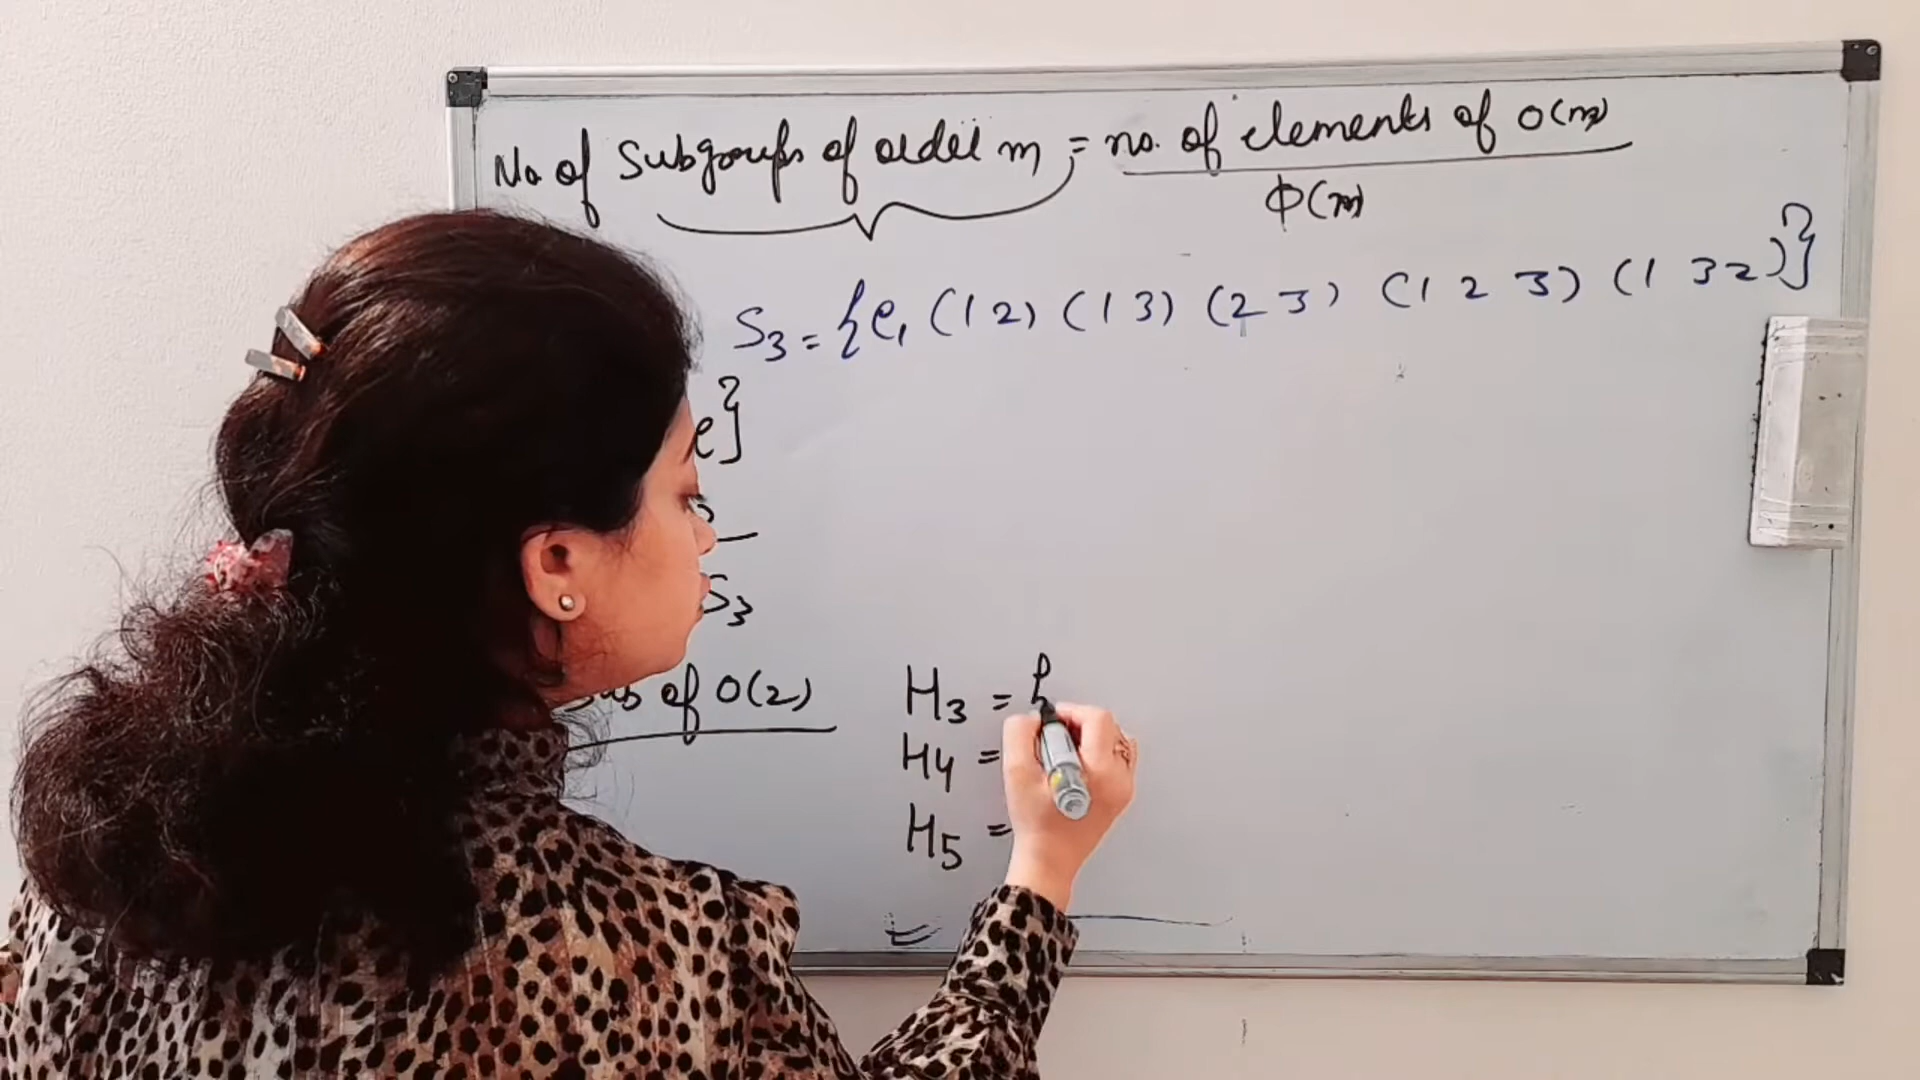 No of Subgroups of order m = no. of elements of O(m)
φ(m)
S3 = {e, (1 2) (1 3) (2 3) (1 2 3) (1 3 2)}
e}
S3
of O(2)
H3 = {
H4 =
H5 =